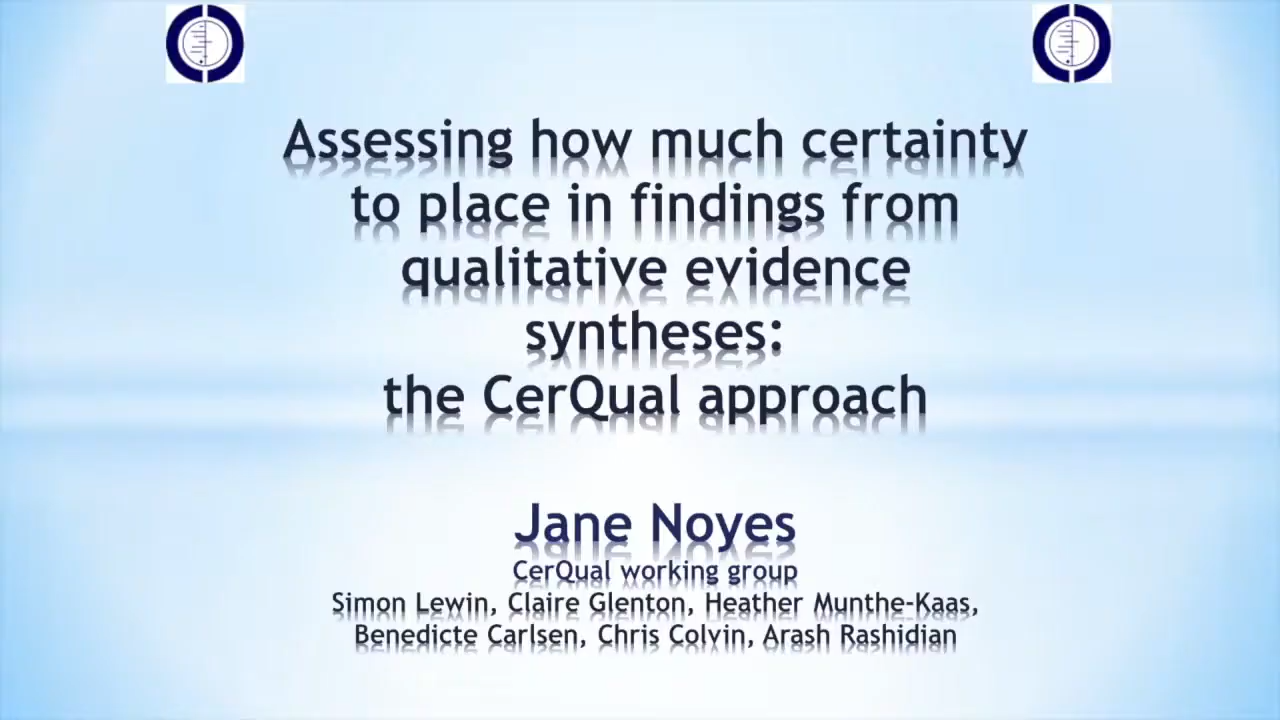 Assessing how much certainty
to place in findings from
qualitative evidence
syntheses:
the CerQual approach
Jane Noyes
CerQual working group
Simon Lewin, Claire Glenton, Heather Munthe-Kaas,
Benedicte Carlsen, Chris Colvin, Arash Rashidian